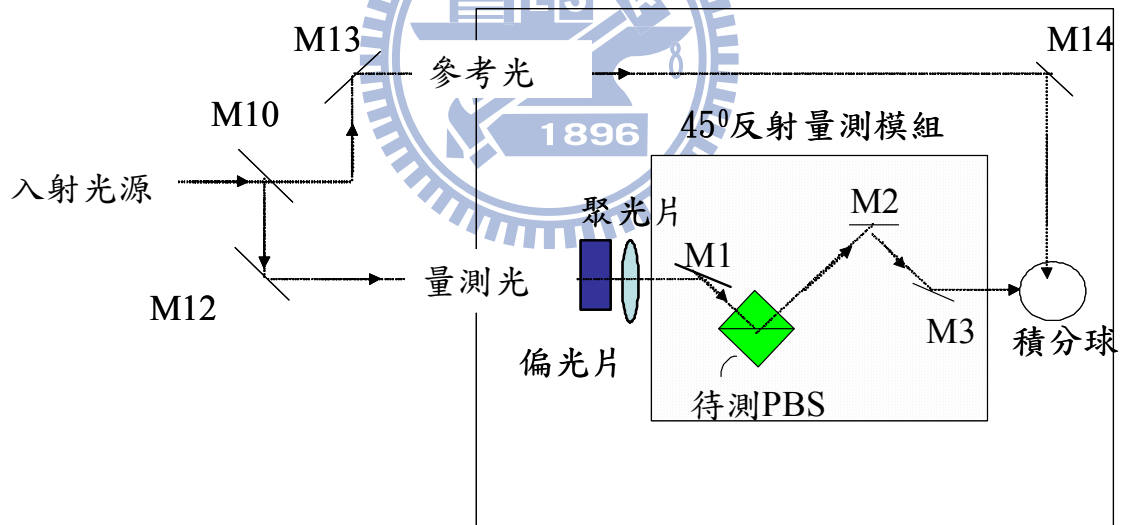 M13
M14
參考光
M10
1896
45⁰反射量測模組
入射光源
聚光片
M2
M1
量測光
M12
M3
積分球
偏光片
待測PBS